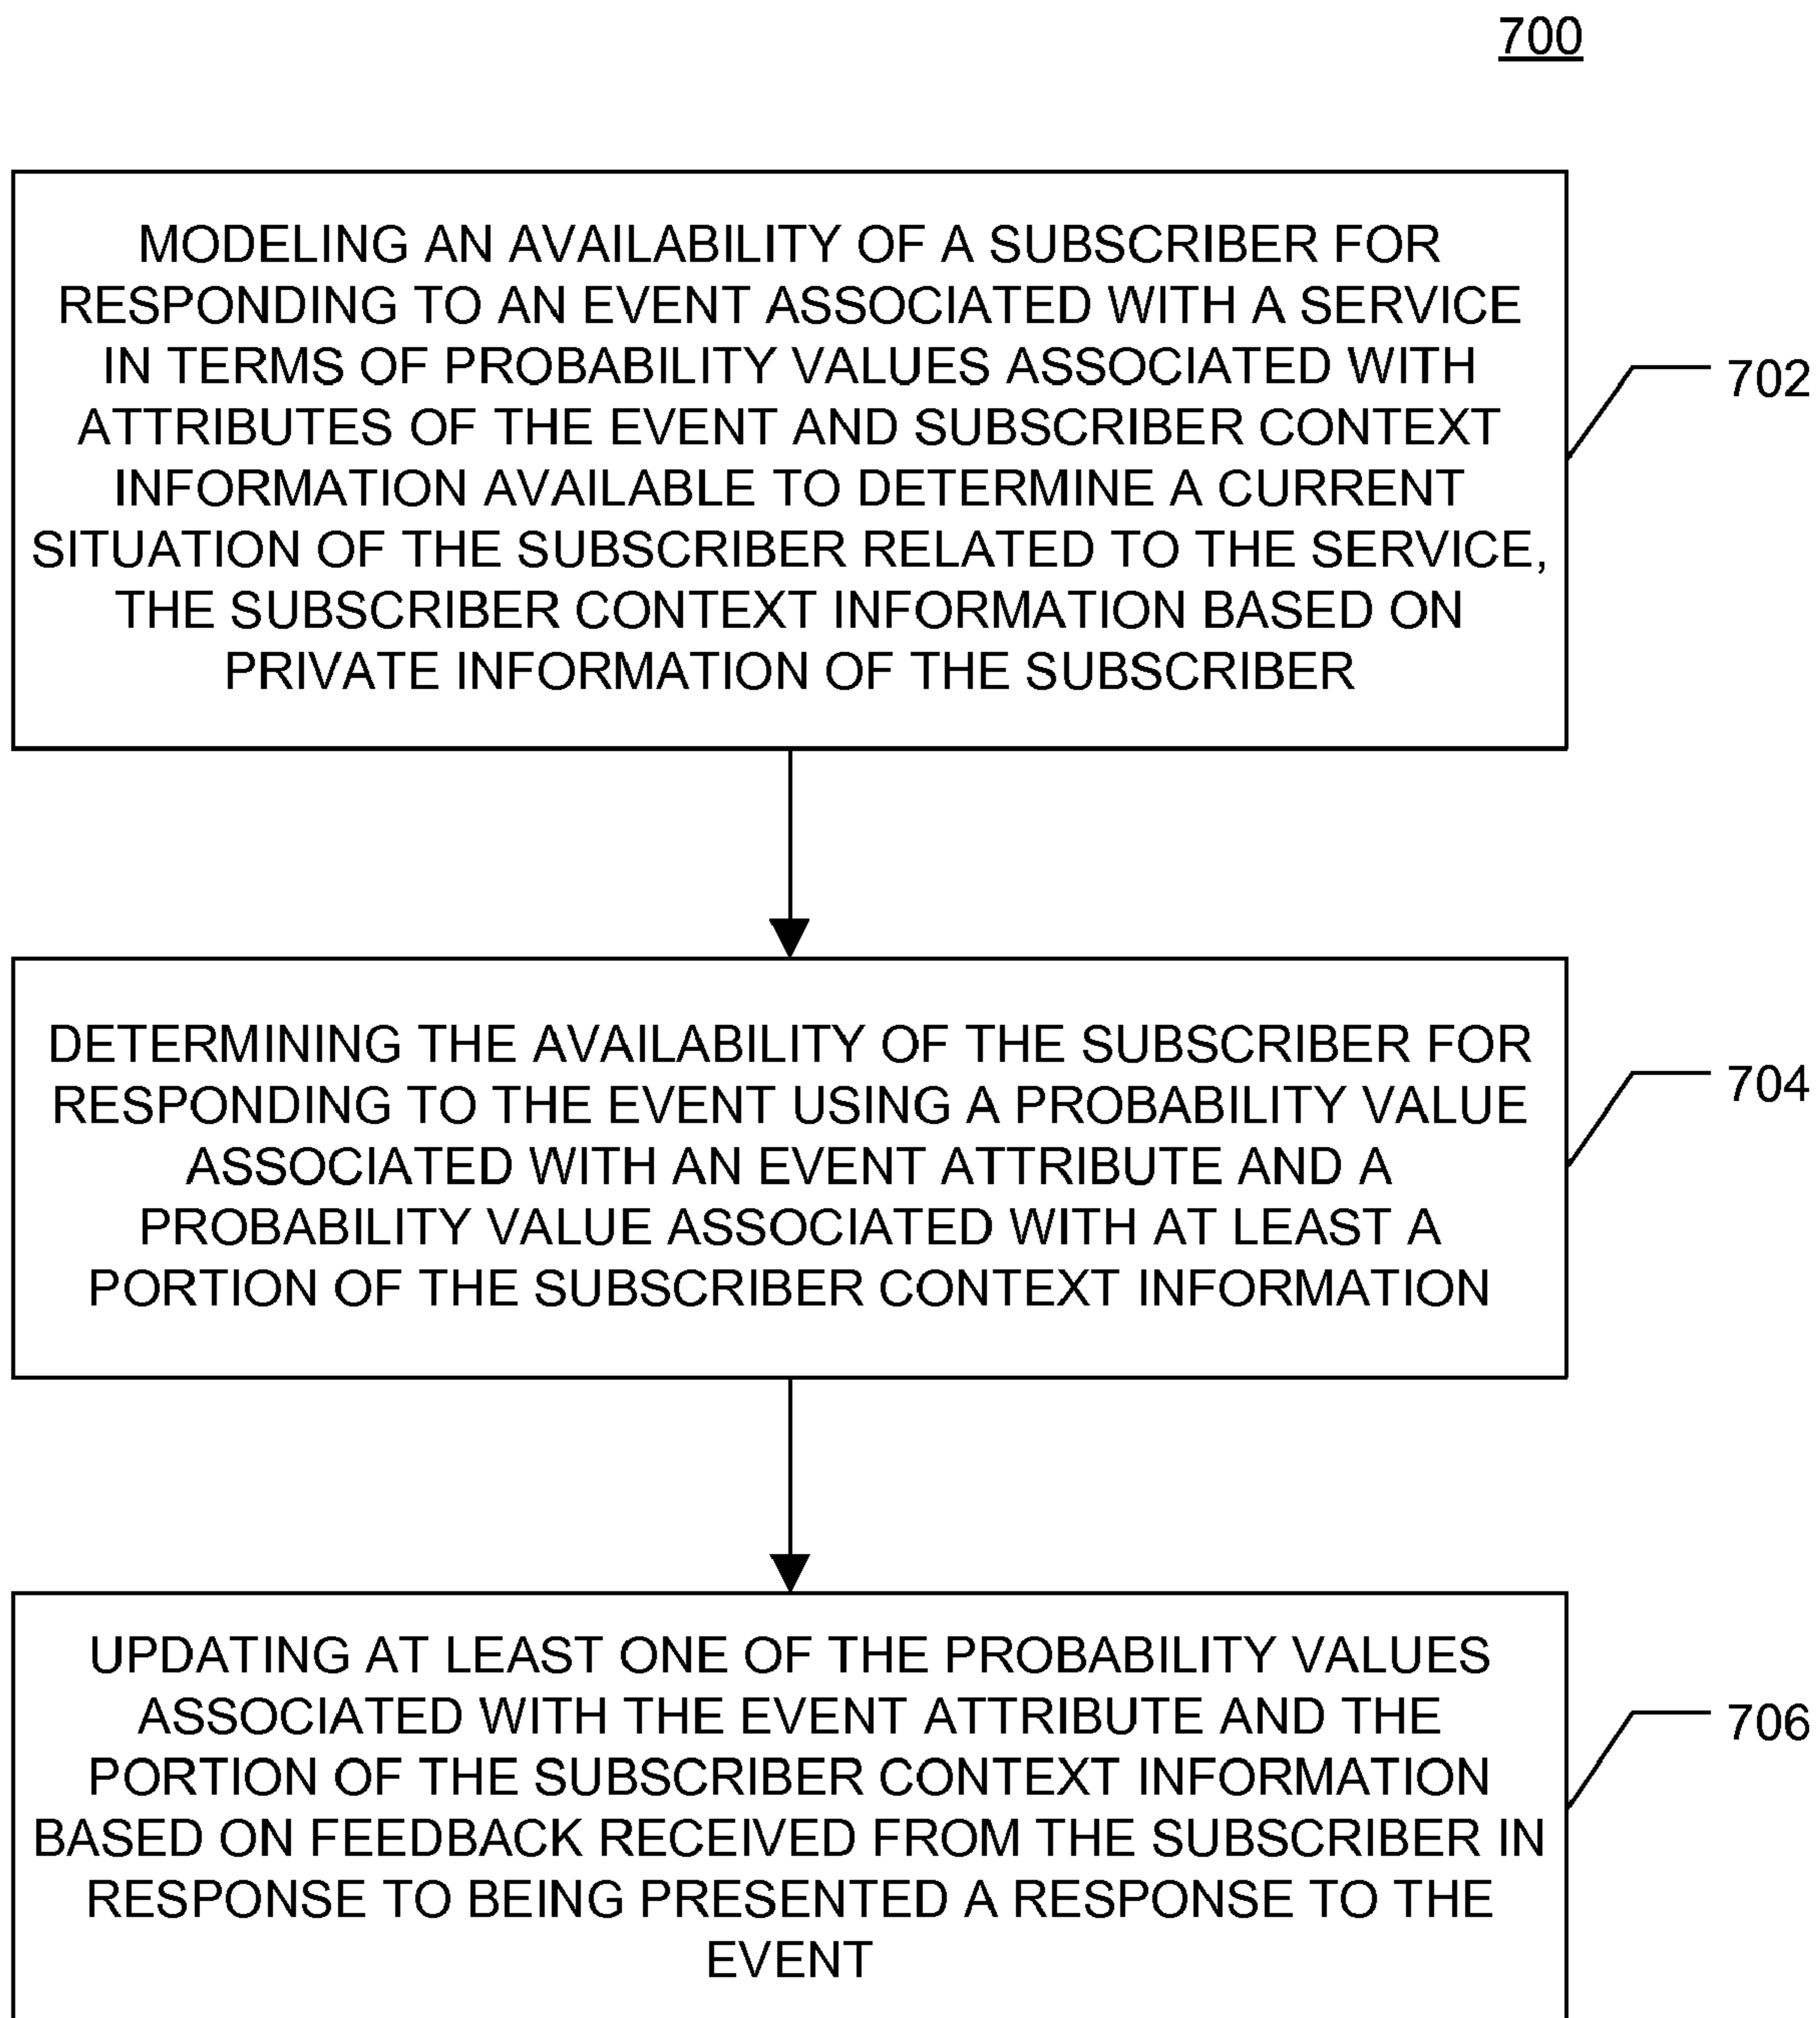 700
MODELING AN AVAILABILITY OF A SUBSCRIBER FOR
RESPONDING TO AN EVENT ASSOCIATED WITH A SERVICE
IN TERMS OF PROBABILITY VALUES ASSOCIATED WITH
ATTRIBUTES OF THE EVENT AND SUBSCRIBER CONTEXT
INFORMATION AVAILABLE TO DETERMINE A CURRENT
SITUATION OF THE SUBSCRIBER RELATED TO THE SERVICE,
THE SUBSCRIBER CONTEXT INFORMATION BASED ON
PRIVATE INFORMATION OF THE SUBSCRIBER
702
DETERMINING THE AVAILABILITY OF THE SUBSCRIBER FOR
RESPONDING TO THE EVENT USING A PROBABILITY VALUE
ASSOCIATED WITH AN EVENT ATTRIBUTE AND A
PROBABILITY VALUE ASSOCIATED WITH AT LEAST A
PORTION OF THE SUBSCRIBER CONTEXT INFORMATION
704
UPDATING AT LEAST ONE OF THE PROBABILITY VALUES
ASSOCIATED WITH THE EVENT ATTRIBUTE AND THE
PORTION OF THE SUBSCRIBER CONTEXT INFORMATION
BASED ON FEEDBACK RECEIVED FROM THE SUBSCRIBER IN
RESPONSE TO BEING PRESENTED A RESPONSE TO THE
EVENT
706